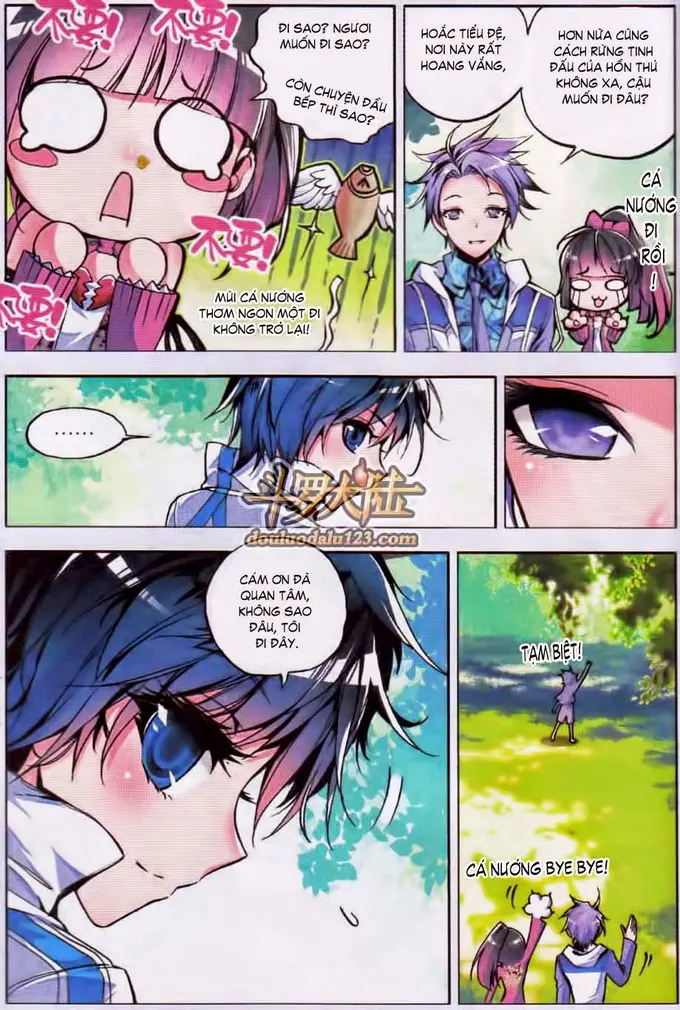 不要!
不要!
不要!
不要!
ĐI SAO? NGƯƠI
MUỐN ĐI SAO?
CÒN CHUYỆN ĐẦU
BẾP THÌ SAO?
MÙI CÁ NƯỚNG
THƠM NGON MỘT ĐI
KHÔNG TRỞ LẠI!
HOẮC TIỂU ĐỆ,
NƠI NÀY RẤT
HOANG VẮNG,
HƠN NỮA CŨNG
CÁCH RỪNG TINH
ĐẤU CỦA HỒN THÚ
KHÔNG XA, CẬU
MUỐN ĐI ĐÂU?
CÁ
NƯỚNG
ĐI
RỒI
!
......
斗罗大陆
douluodalu123.com
CÁM ƠN ĐÃ
QUAN TÂM,
KHÔNG SAO
ĐÂU, TÔI
ĐI ĐÂY.
TẠM BIỆT!
CÁ NƯỚNG BYE BYE!